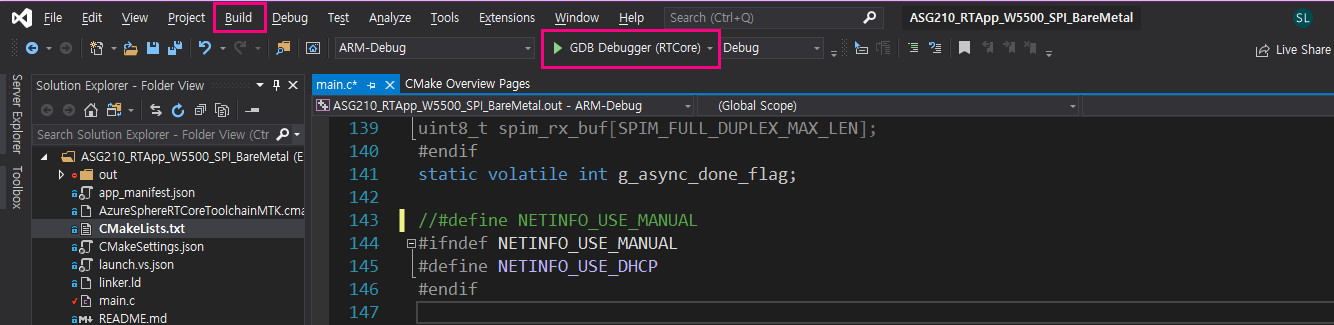 File Edit View Project Build Debug Test Analyze Tools Extensions Window Help Search (Ctrl+Q) ASG210_RTApp_W5500_SPI_BareMetal SL
ARM-Debug GDB Debugger (RTCore) Debug Live Share
Server Explorer
Toolbox
Solution Explorer - Folder View
Search Solution Explorer - Folder View (Ctr
ASG210_RTApp_W5500_SPI_BareMetal (E
out
app_manifest.json
AzureSphereRTCoreToolchainMTK.cma
CMakeLists.txt
CMakeSettings.json
launch.vs.json
linker.ld
main.c
README.md
main.c* CMake Overview Pages
ASG210_RTApp_W5500_SPI_BareMetal.out - ARM-Debug (Global Scope)
139 uint8_t spim_rx_buf[SPIM_FULL_DUPLEX_MAX_LEN];
140 #endif
141 static volatile int g_async_done_flag;
142
143 //#define NETINFO_USE_MANUAL
144 #ifndef NETINFO_USE_MANUAL
145 #define NETINFO_USE_DHCP
146 #endif
147